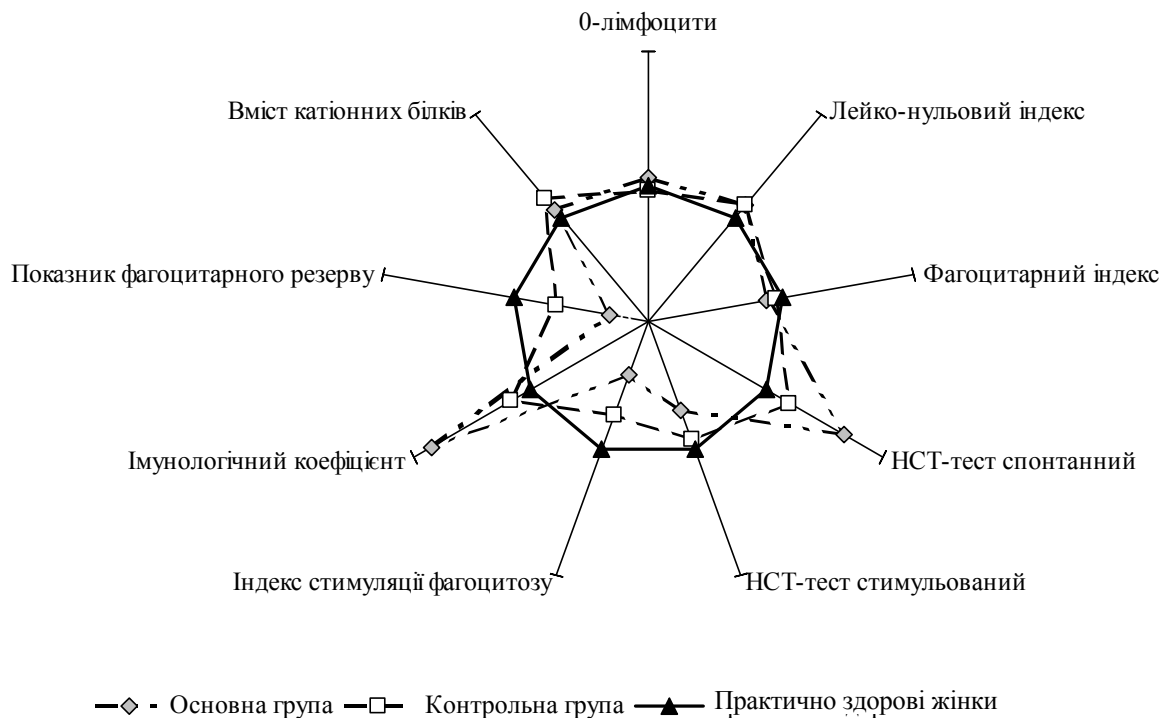 0-лімфоцити
Вміст катіонних білків
Лейко-нульовий індекс
Показник фагоцитарного резерву
Фагоцитарний індекс
Імунологічний коефіцієнт
НСТ-тест спонтанний
Індекс стимуляції фагоцитозу
НСТ-тест стимульований
Основна група Контрольна група Практично здорові жінки